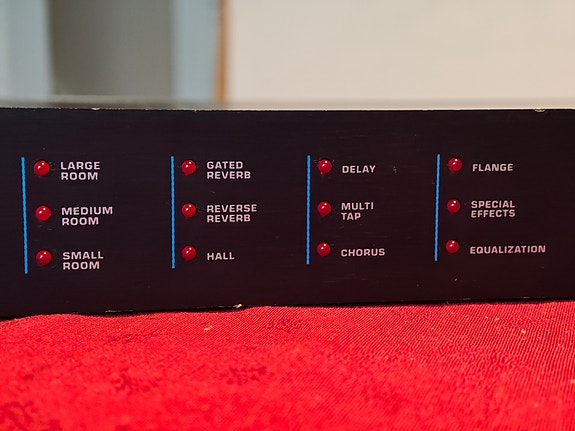 LARGE
ROOM
MEDIUM
ROOM
SMALL
ROOM
GATED
REVERB
REVERSE
REVERB
HALL
DELAY
MULTI
TAP
CHORUS
FLANGE
SPECIAL
EFFECTS
EQUALIZATION